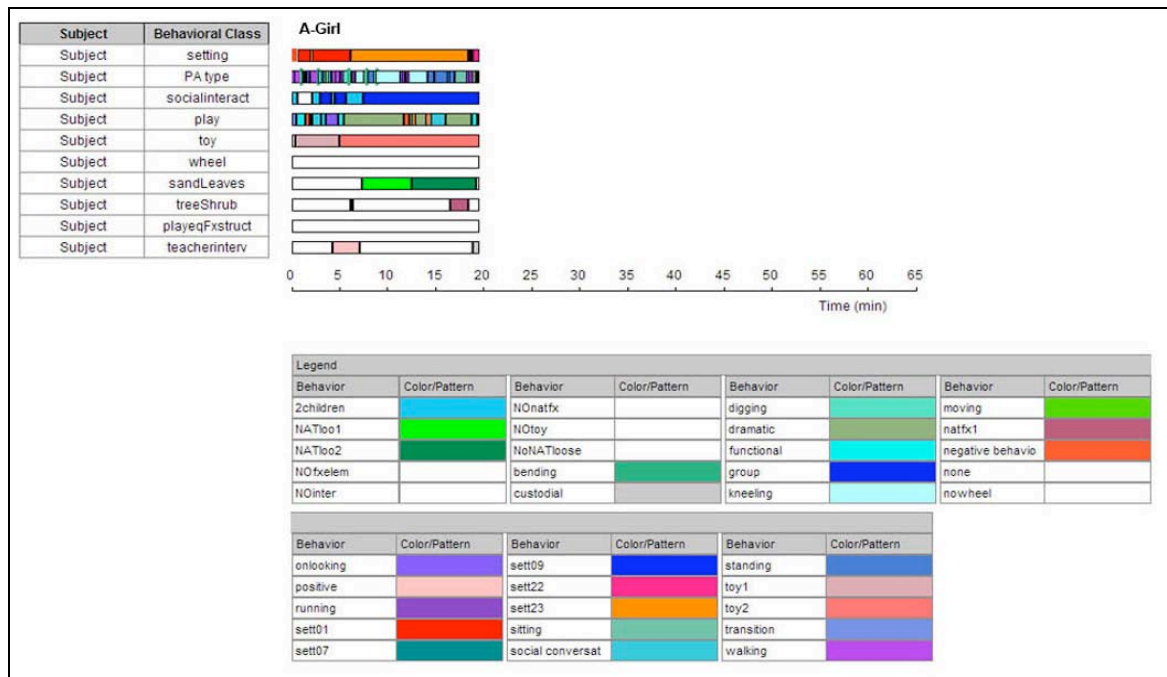 A-Girl
Subject Behavioral Class
Subject setting
Subject PA type
Subject socialinteract
Subject play
Subject toy
Subject wheel
Subject sandLeaves
Subject treeShrub
Subject playeqFxstruct
Subject teacherinterv
0 5 10 15 20 25 30 35 40 45 50 55 60 65
Time (min)
Legend
Behavior Color/Pattern Behavior Color/Pattern Behavior Color/Pattern Behavior Color/Pattern
2children NOnatfx digging moving
NATloo1 NOtoy dramatic natfx1
NATloo2 NoNATloose functional negative behavio
NOfxelem bending group none
NOinter custodial kneeling nowheel
Behavior Color/Pattern Behavior Color/Pattern Behavior Color/Pattern
onlooking sett09 standing
positive sett22 toy1
running sett23 toy2
sett01 sitting transition
sett07 social conversat walking